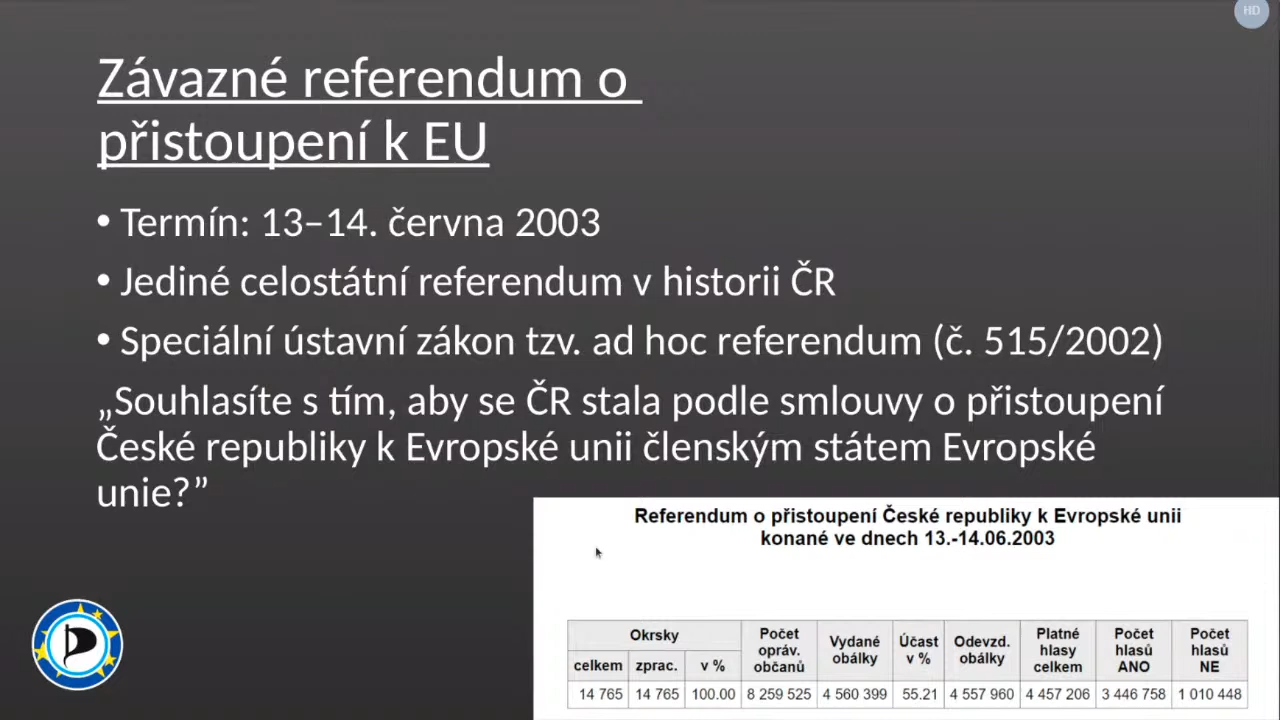 HD
Závazné referendum o
přistoupení k EU
• Termín: 13–14. června 2003
• Jediné celostátní referendum v historii ČR
• Speciální ústavní zákon tzv. ad hoc referendum (č. 515/2002)
„Souhlasíte s tím, aby se ČR stala podle smlouvy o přistoupení
České republiky k Evropské unii členským státem Evropské
unie?”
Referendum o přistoupení České republiky k Evropské unii
konané ve dnech 13.-14.06.2003
Okrsky
celkem zprac. v %
Počet
opráv.
občanů
Vydané
obálky
Účast
v %
Odevzd.
obálky
Platné
hlasy
celkem
Počet
hlasů
ANO
Počet
hlasů
NE
14 765 14 765 100.00 8 259 525 4 560 399 55.21 4 557 960 4 457 206 3 446 758 1 010 448